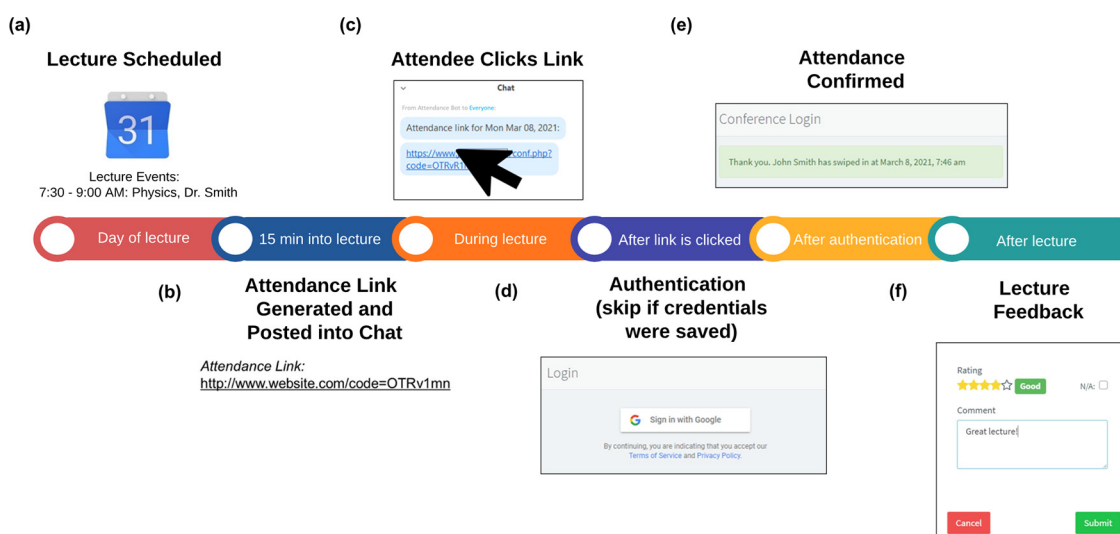 (a)
Lecture Scheduled
31
Lecture Events:
7:30 - 9:00 AM: Physics, Dr. Smith
(c)
Attendee Clicks Link
Chat
From Attendance Bot to Everyone:
Attendance link for Mon Mar 08, 2021:
https://www. conf.php?
code=OTRvR1
(e)
Attendance
Confirmed
Conference Login
Thank you. John Smith has swiped in at March 8, 2021, 7:46 am
Day of lecture
15 min into lecture
During lecture
After link is clicked
After authentication
After lecture
(b)
Attendance Link
Generated and
Posted into Chat
Attendance Link:
http://www.website.com/code=OTRv1mn
(d)
Authentication
(skip if credentials
were saved)
Login
G Sign in with Google
By continuing, you are indicating that you accept our
Terms of Service and Privacy Policy.
(f)
Lecture
Feedback
Rating
Good
N/A:
Comment
Great lecture!
Cancel
Submit